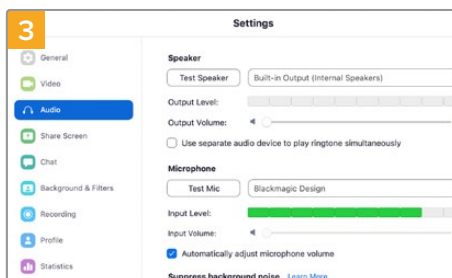 3
Settings
General
Video
Audio
Share Screen
Chat
Background & Filters
Recording
Profile
Statistics
Speaker
Test Speaker Built-in Output (Internal Speakers)
Output Level:
Output Volume:
Use separate audio device to play ringtone simultaneously
Microphone
Test Mic Blackmagic Design
Input Level:
Input Volume:
Automatically adjust microphone volume
Suppress background noise Learn More